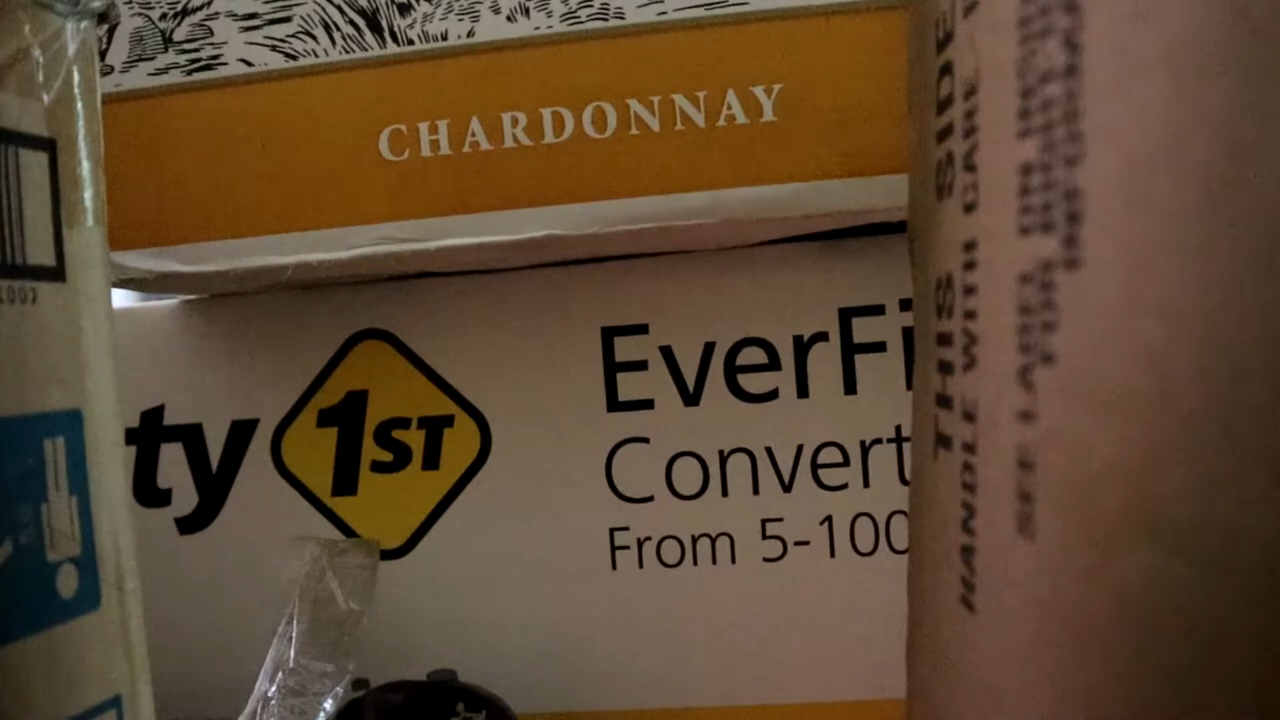 CHARDONNAY
ty 1ST
EverFi
Convert
From 5-100
THIS SIDE
HANDLE WITH CARE